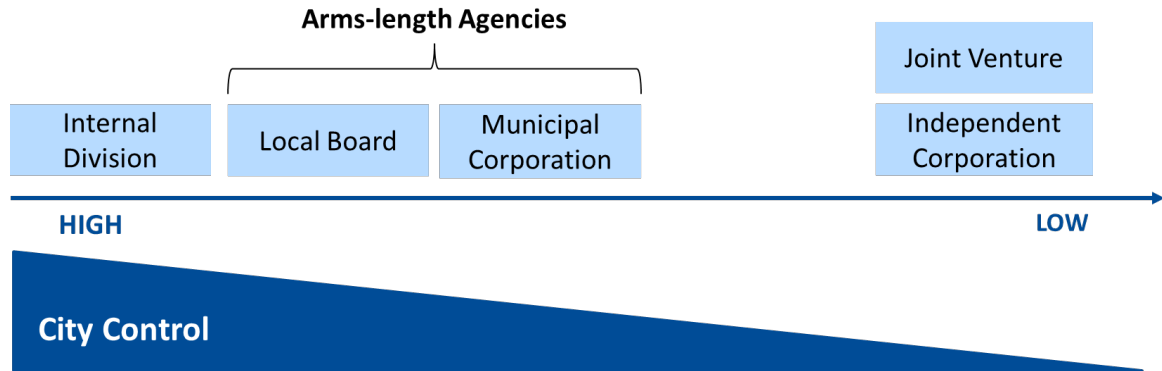 Arms-length Agencies
Joint Venture
Internal
Division
Local Board
Municipal
Corporation
Independent
Corporation
HIGH
LOW
City Control